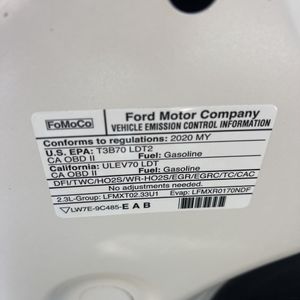 FoMoCo
Ford Motor Company
VEHICLE EMISSION CONTROL INFORMATION
Conforms to regulations: 2020 MY
U.S. EPA: T3B70 LDT2
CA OBD II Fuel: Gasoline
California: ULEV70 LDT
CA OBD II Fuel: Gasoline
DFI/TWC/HO2S/WR-HO2S/EGR/EGRC/TC/CAC
No adjustments needed.
2.3L-Group: LFMXT02.33U1 Evap: LFMXR0170NDF
LW7E-9C485-E A B